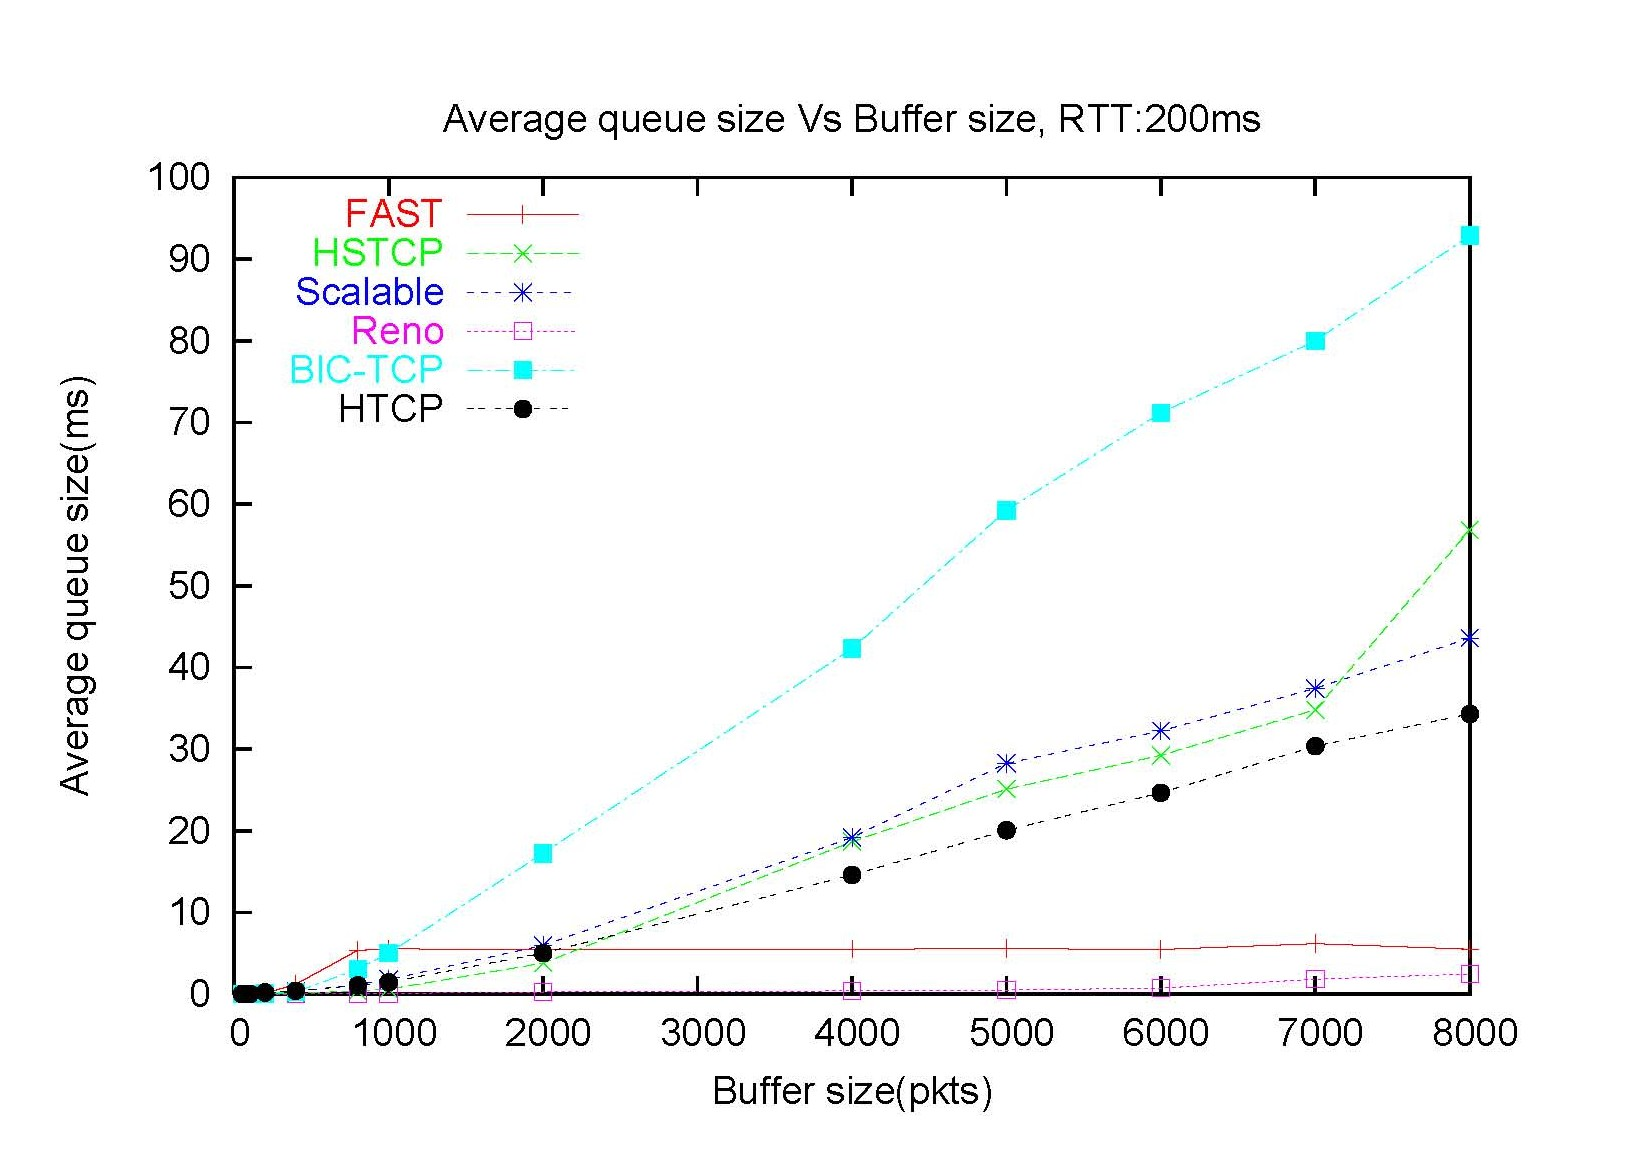 Average queue size Vs Buffer size, RTT:200ms
100
90
80
70
60
50
40
30
20
10
0
Average queue size(ms)
FAST
HSTCP
Scalable
Reno
BIC-TCP
HTCP
0 1000 2000 3000 4000 5000 6000 7000 8000
Buffer size(pkts)